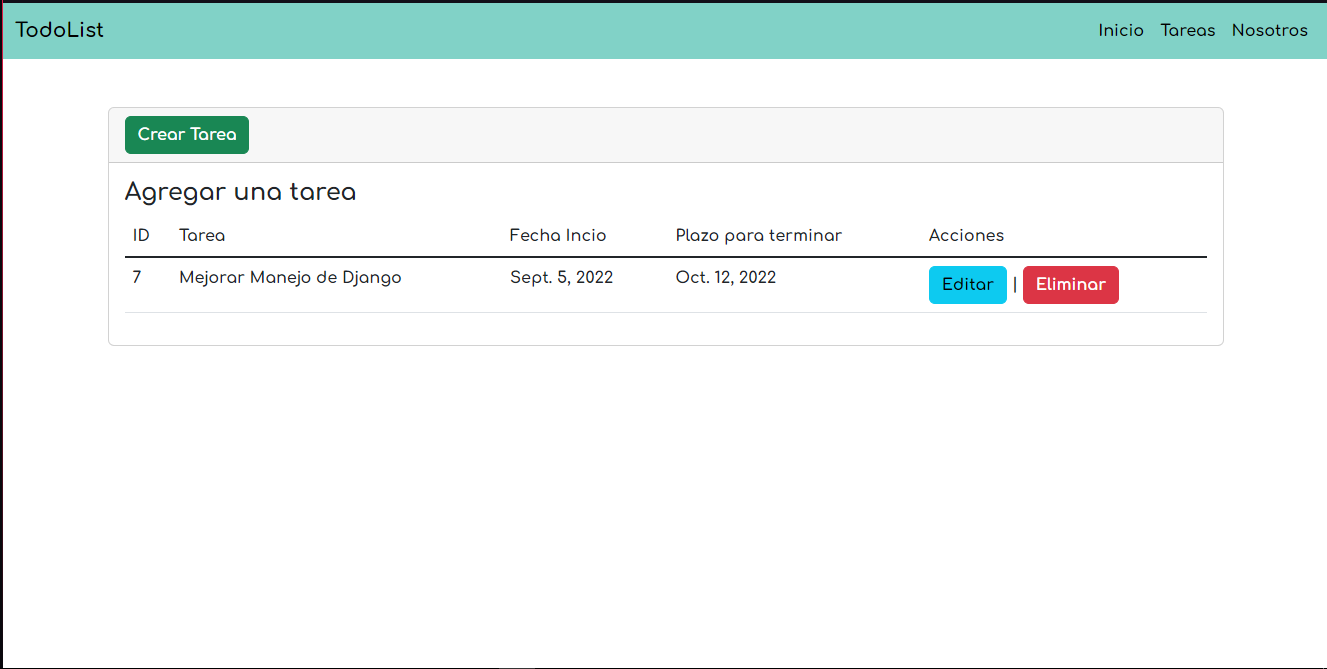 TodoList Inicio Tareas Nosotros
Crear Tarea
Agregar una tarea
ID Tarea Fecha Incio Plazo para terminar Acciones
7 Mejorar Manejo de Django Sept. 5, 2022 Oct. 12, 2022 Editar | Eliminar